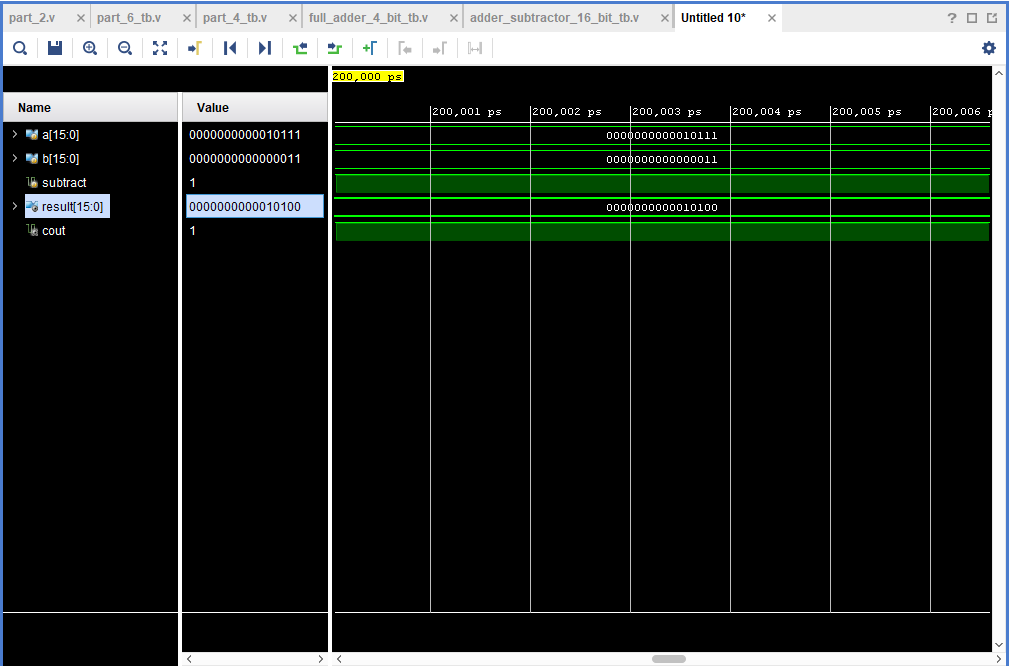 part_2.v part_6_tb.v part_4_tb.v full_adder_4_bit_tb.v adder_subtractor_16_bit_tb.v Untitled 10*
200,000 ps
Name Value
200,001 ps 200,002 ps 200,003 ps 200,004 ps 200,005 ps 200,006 p
a[15:0] 0000000000010111 0000000000010111
b[15:0] 0000000000000011 0000000000000011
subtract 1
result[15:0] 0000000000010100 0000000000010100
cout 1